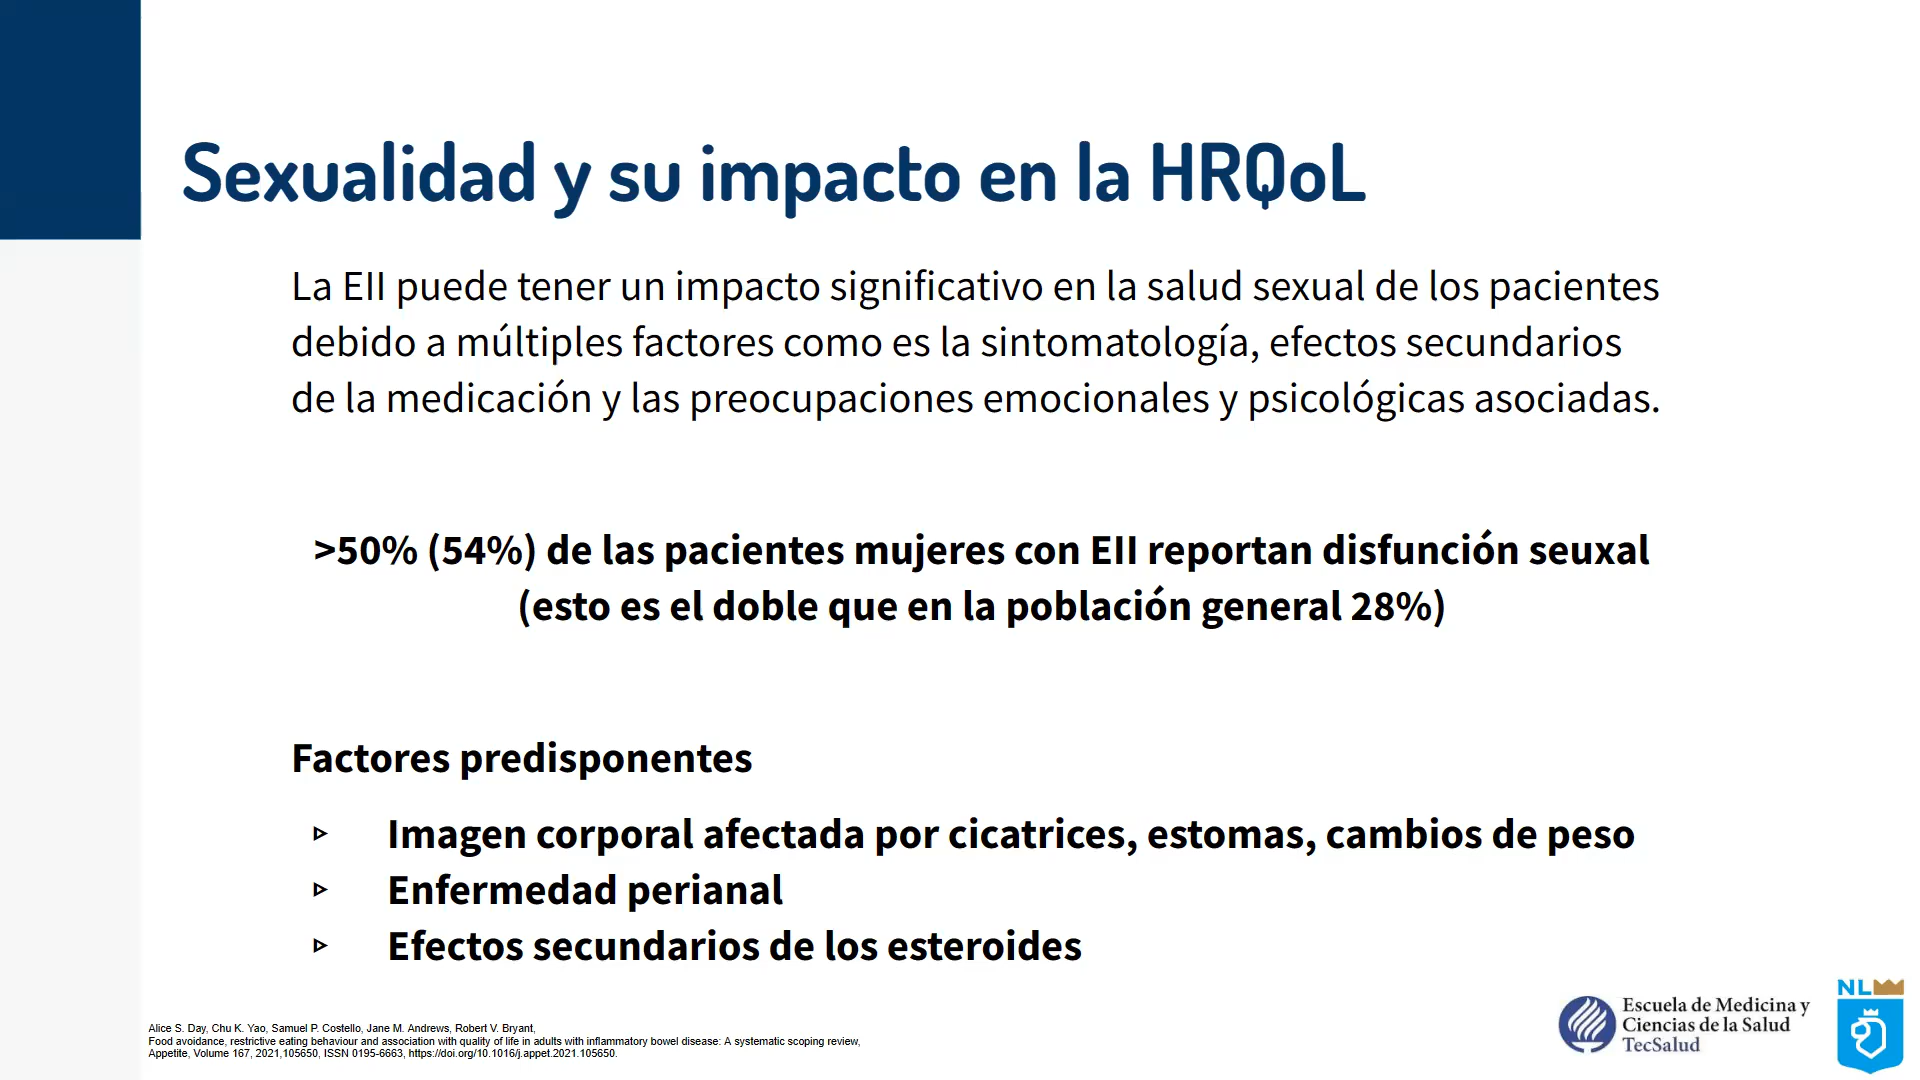 Sexualidad y su impacto en la HRQoL
La EII puede tener un impacto significativo en la salud sexual de los pacientes
debido a múltiples factores como es la sintomatología, efectos secundarios
de la medicación y las preocupaciones emocionales y psicológicas asociadas.
>50% (54%) de las pacientes mujeres con EII reportan disfunción seuxal
(esto es el doble que en la población general 28%)
Factores predisponentes
▹ Imagen corporal afectada por cicatrices, estomas, cambios de peso
▹ Enfermedad perianal
▹ Efectos secundarios de los esteroides
Alice S. Day, Chu K. Yao, Samuel P. Costello, Jane M. Andrews, Robert V. Bryant,
Food avoidance, restrictive eating behaviour and association with quality of life in adults with inflammatory bowel disease: A systematic scoping review,
Appetite, Volume 167, 2021,105650, ISSN 0195-6663, https://doi.org/10.1016/j.appet.2021.105650.
Escuela de Medicina y
Ciencias de la Salud
TecSalud
NL